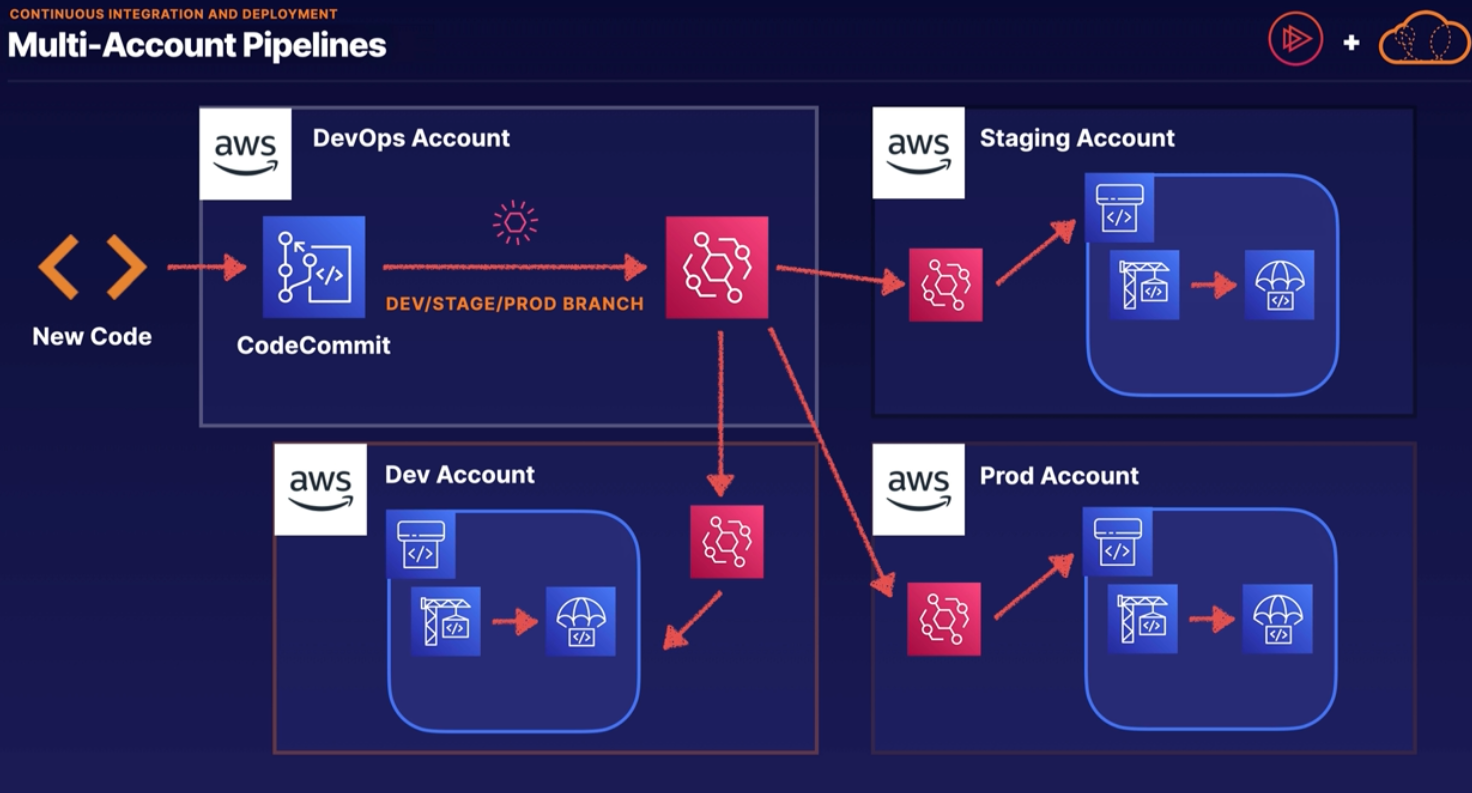 CONTINUOUS INTEGRATION AND DEPLOYMENT
Multi-Account Pipelines
+
aws
DevOps Account
New Code
CodeCommit
DEV/STAGE/PROD BRANCH
aws
Staging Account
</>
</>
</>
</>
aws
Dev Account
</>
</>
</>
aws
Prod Account
</>
</>
</>